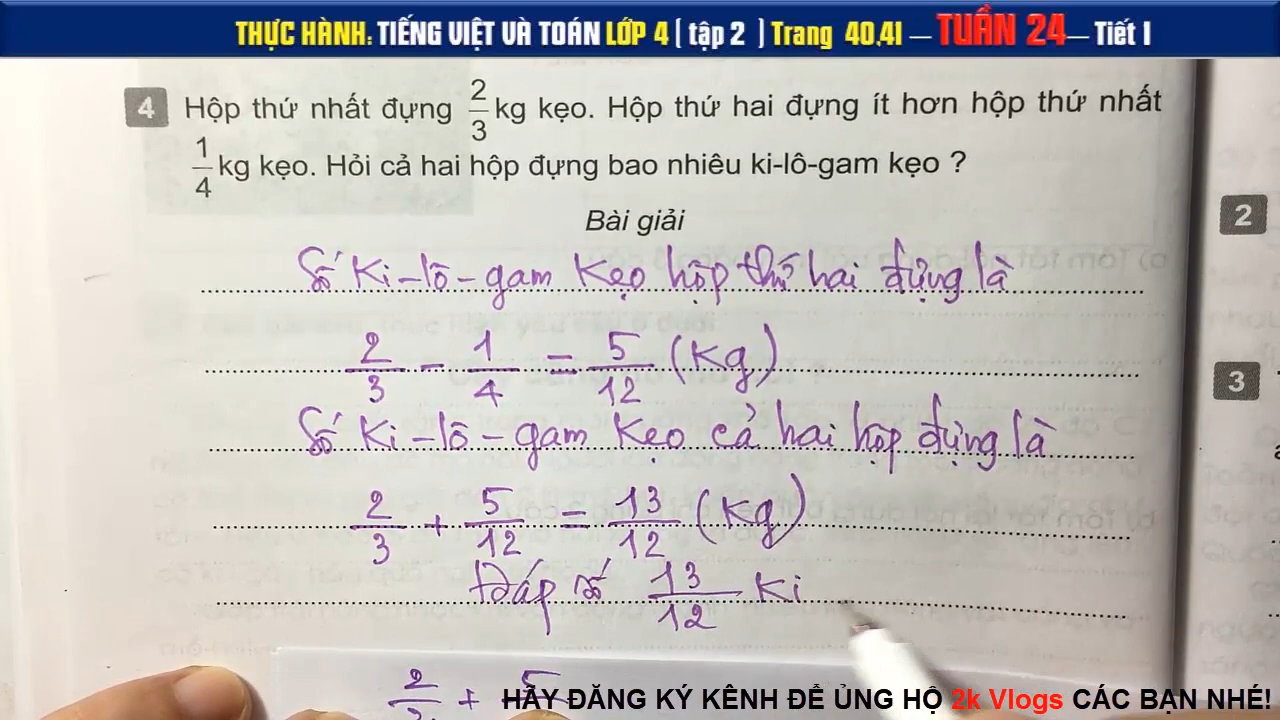 THỰC HÀNH: TIẾNG VIỆT VÀ TOÁN LỚP 4 ( tập 2 ) Trang 40,41 – TUẦN 24 – Tiết 1
4 Hộp thứ nhất đựng 2/3 kg kẹo. Hộp thứ hai đựng ít hơn hộp thứ nhất
1/4 kg kẹo. Hỏi cả hai hộp đựng bao nhiêu ki-lô-gam kẹo ?
Bài giải
Số Ki-lô-gam kẹo hộp thứ hai đựng là
2/3 - 1/4 = 5/12 (Kg)
Số Ki-lô-gam kẹo cả hai hộp đựng là
2/3 + 5/12 = 13/12 (Kg)
Đáp số 13/12 Ki
2
3
HÃY ĐĂNG KÝ KÊNH ĐỂ ỦNG HỘ 2k Vlogs CÁC BẠN NHÉ!